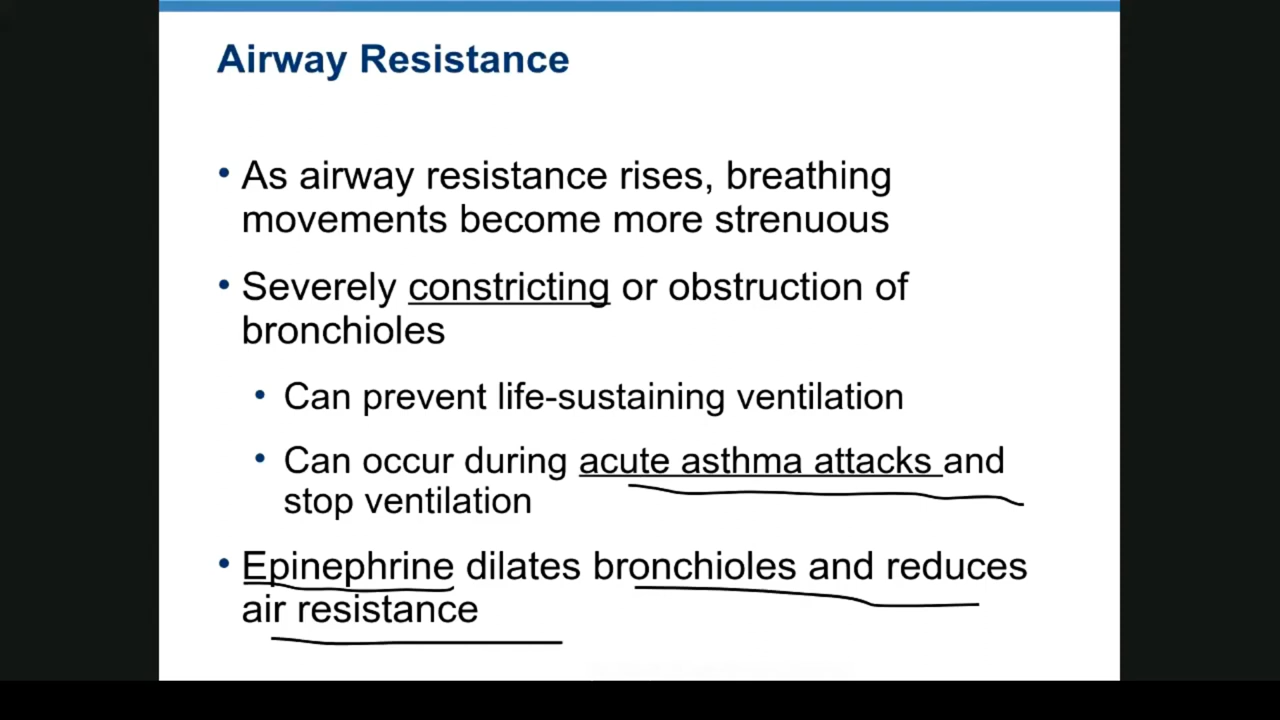 Airway Resistance
• As airway resistance rises, breathing
movements become more strenuous
• Severely constricting or obstruction of
bronchioles
• Can prevent life-sustaining ventilation
• Can occur during acute asthma attacks and
stop ventilation
• Epinephrine dilates bronchioles and reduces
air resistance